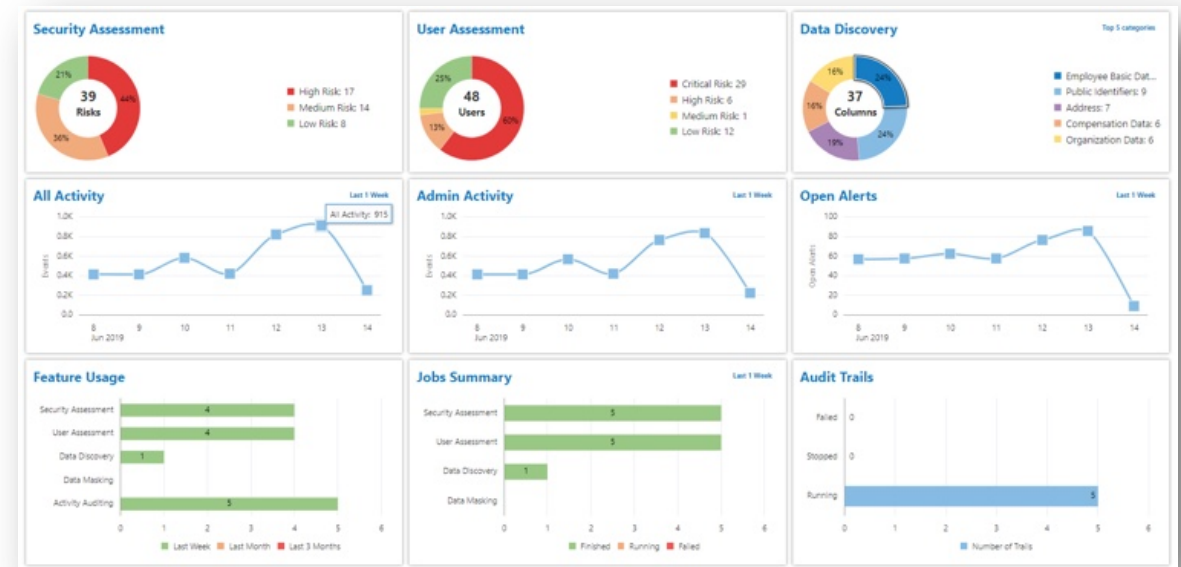 Security Assessment
21%
44%
36%
39
Risks
High Risk: 17
Medium Risk: 14
Low Risk: 8
User Assessment
25%
13%
60%
48
Users
Critical Risk: 29
High Risk: 6
Medium Risk: 1
Low Risk: 12
Data Discovery
Top 5 categories
16%
24%
16%
19%
24%
37
Columns
Employee Basic Dat...
Public Identifiers: 9
Address: 7
Compensation Data: 6
Organization Data: 6
All Activity
Last 1 Week
All Activity: 915
Events
1.0K
0.8K
0.6K
0.4K
0.2K
0.0
8 9 10 11 12 13 14
Jun 2019
Admin Activity
Last 1 Week
Events
1.0K
0.8K
0.6K
0.4K
0.2K
0.0
8 9 10 11 12 13 14
Jun 2019
Open Alerts
Last 1 Week
Open Alerts
100
80
60
40
20
0
8 9 10 11 12 13 14
Jun 2019
Feature Usage
Security Assessment 4
User Assessment 4
Data Discovery 1
Data Masking
Activity Auditing 5
0 1 2 3 4 5 6
Last Week Last Month Last 3 Months
Jobs Summary
Last 1 Week
Security Assessment 5
User Assessment 5
Data Discovery 1
Data Masking
0 1 2 3 4 5 6
Finished Running Failed
Audit Trails
Failed 0
Stopped 0
Running 5
0 1 2 3 4 5 6
Number of Trails